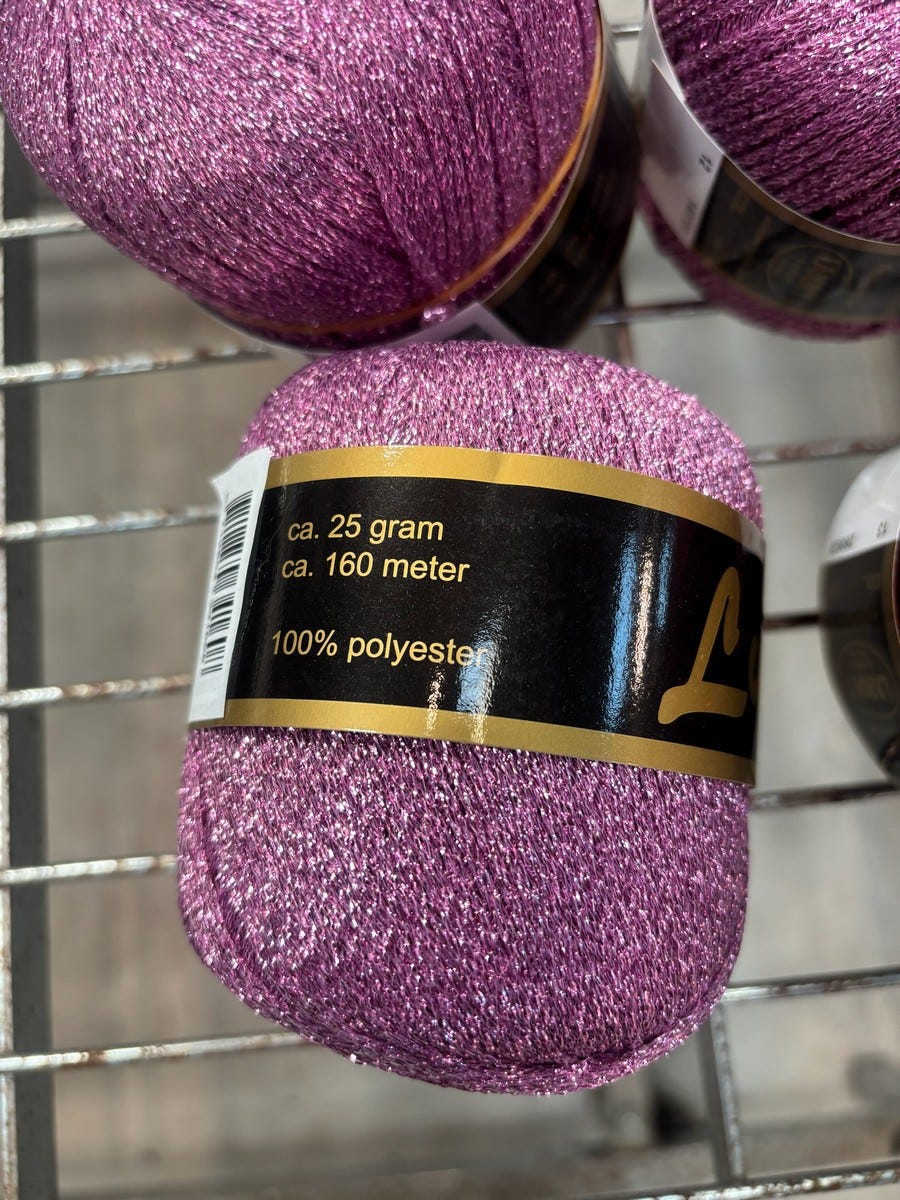 ca. 25 gram
ca. 160 meter
100% polyester